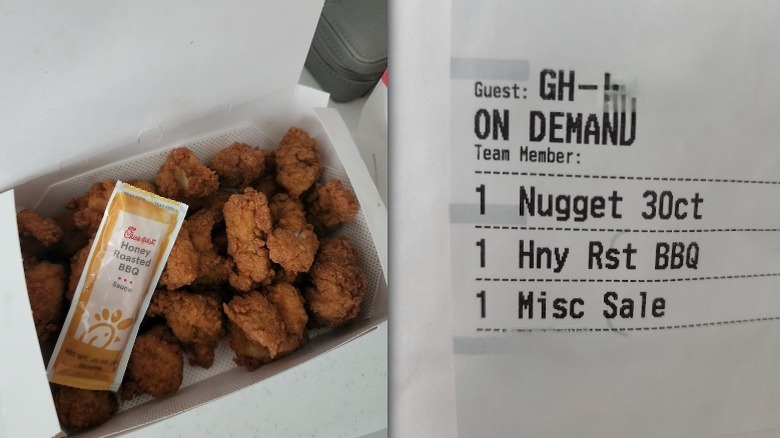 Chick-fil-A
Honey
Roasted
BBQ
Sauce
Guest: GH-
ON DEMAND
Team Member:
1 Nugget 30ct
1 Hny Rst BBQ
1 Misc Sale